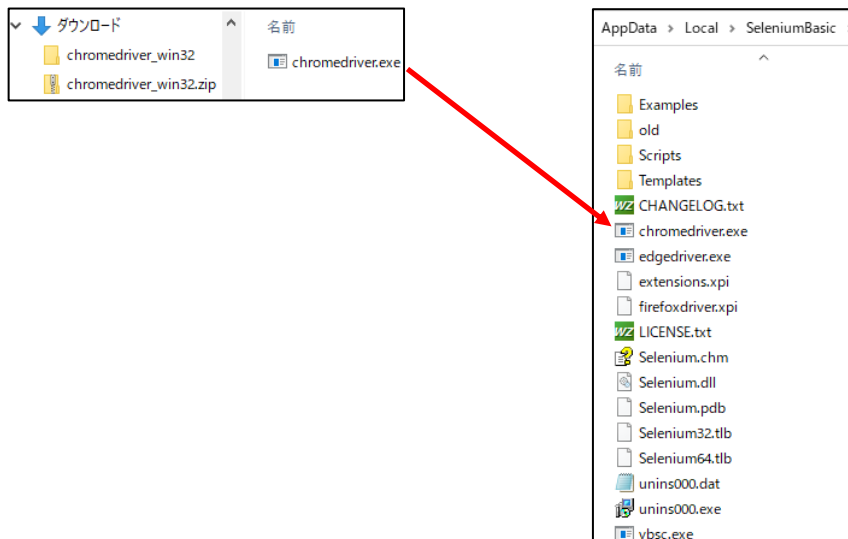 ダウンロード
chromedriver_win32
chromedriver_win32.zip
名前
chromedriver.exe
AppData > Local > SeleniumBasic
名前
Examples
old
Scripts
Templates
CHANGELOG.txt
chromedriver.exe
edgedriver.exe
extensions.xpi
firefoxdriver.xpi
LICENSE.txt
Selenium.chm
Selenium.dll
Selenium.pdb
Selenium32.tlb
Selenium64.tlb
unins000.dat
unins000.exe
vbsc.exe